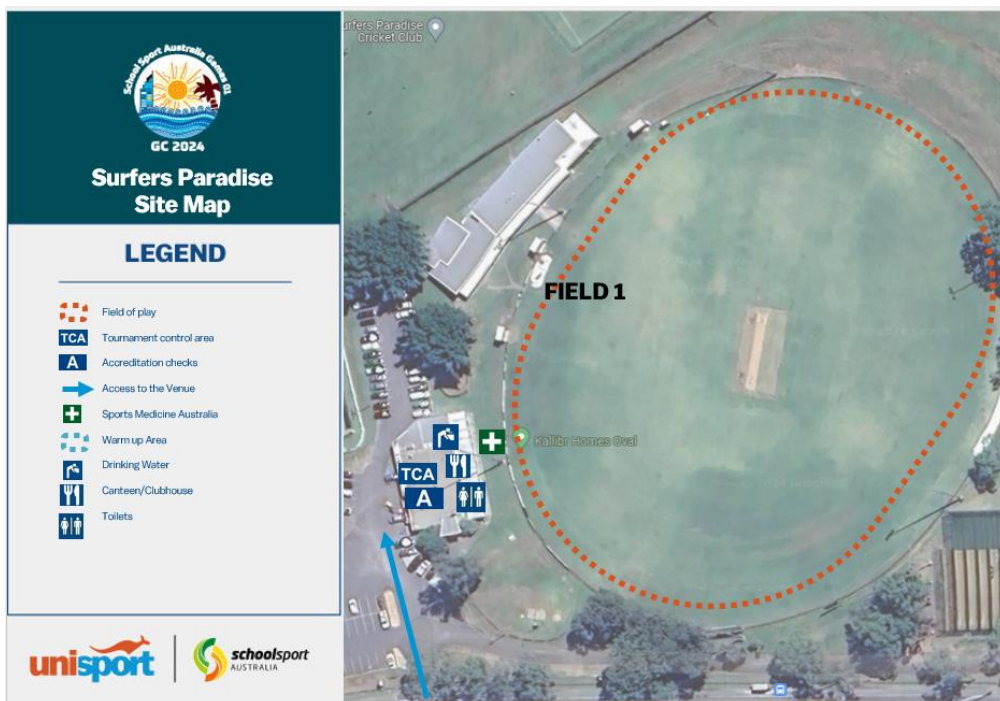 School Sport Australia Games 01
GC 2024
Surfers Paradise
Site Map
LEGEND
Field of play
TCA
Tournament control area
A
Accreditation checks
Access to the Venue
Sports Medicine Australia
Warm up Area
Drinking Water
Canteen/Clubhouse
Toilets
unisport
schoolsport
AUSTRALIA
urfers Paradise
Cricket Club
FIELD 1
Kallibr Homes Oval
TCA
A